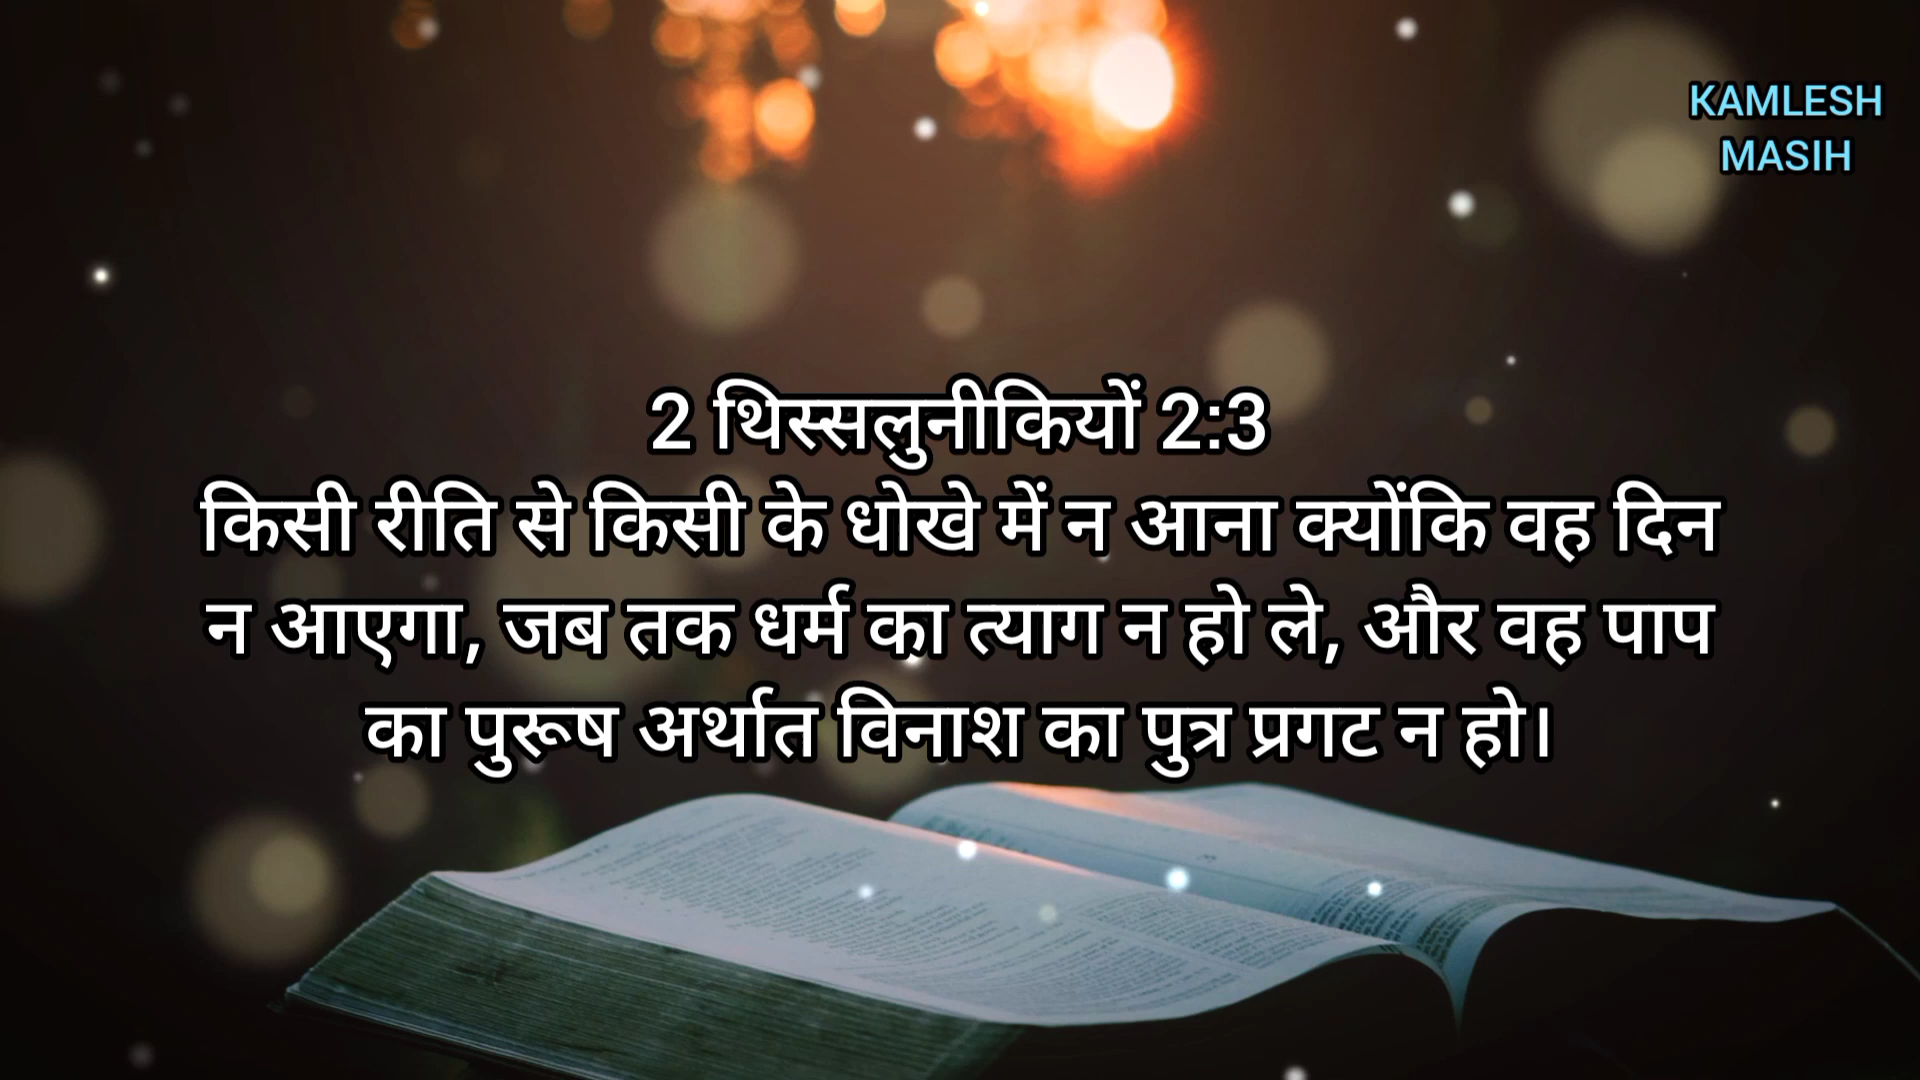 KAMLESH
MASIH
2 थिस्सलुनीकियों 2:3
किसी रीति से किसी के धोखे में न आना क्योंकि वह दिन
न आएगा, जब तक धर्म का त्याग न हो ले, और वह पाप
का पुरूष अर्थात विनाश का पुत्र प्रगट न हो।